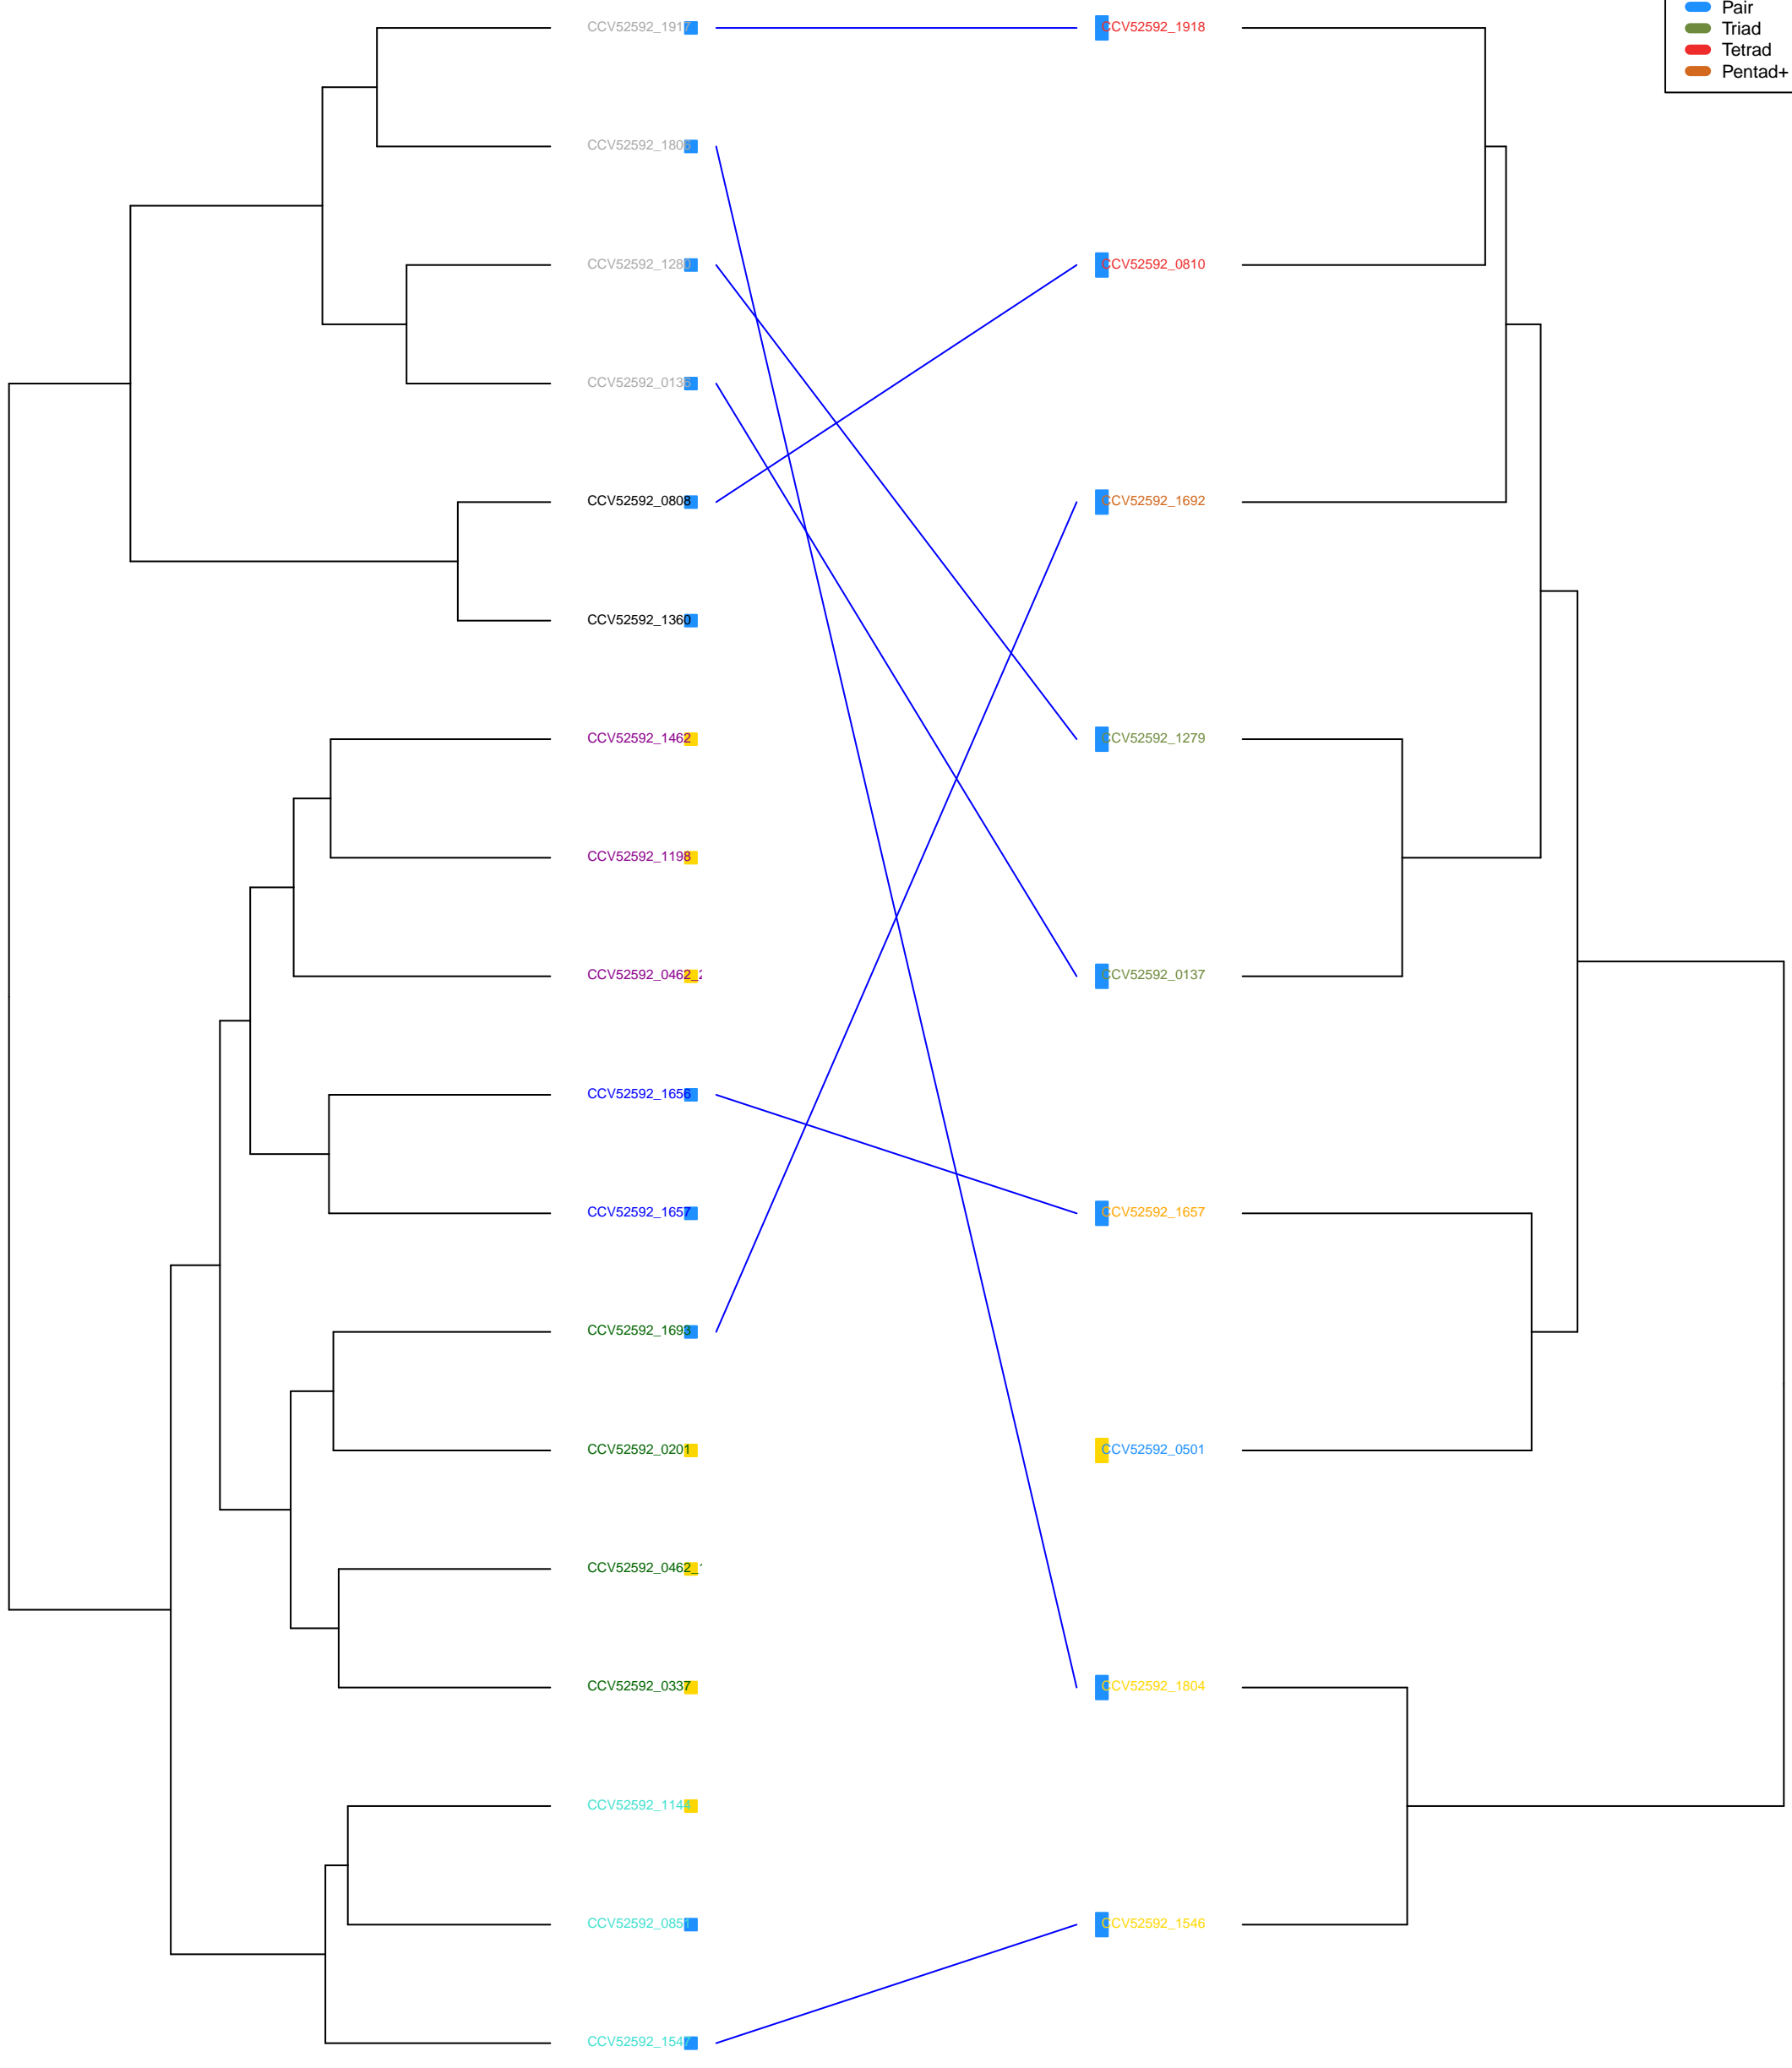 Pair
Triad
Tetrad
Pentad+
CCV52592_1917
CCV52592_1918
CCV52592_1806
CCV52592_1280
CCV52592_0810
CCV52592_0136
CCV52592_0808
CCV52592_1692
CCV52592_1360
CCV52592_1462
CCV52592_1279
CCV52592_1198
CCV52592_0462_2
CCV52592_0137
CCV52592_1656
CCV52592_1657
CCV52592_1657
CCV52592_1693
CCV52592_0201
CCV52592_0501
CCV52592_0462_1
CCV52592_0337
CCV52592_1804
CCV52592_1144
CCV52592_0851
CCV52592_1546
CCV52592_1547